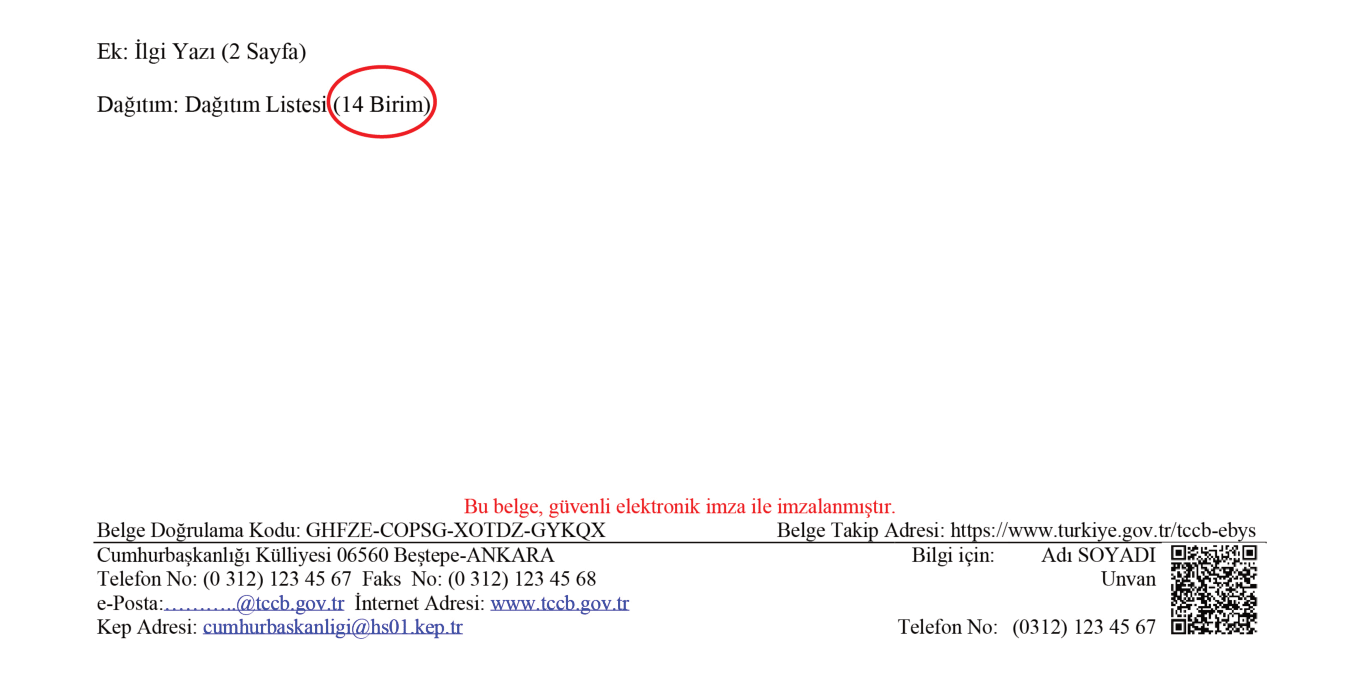 Ek: İlgi Yazı (2 Sayfa)
Dağıtım: Dağıtım Listesi (14 Birim)
Bu belge, güvenli elektronik imza ile imzalanmıştır.
Belge Doğrulama Kodu: GHFZE-COPSG-XOTDZ-GYKQX Belge Takip Adresi: https://www.turkiye.gov.tr/tccb-ebys
Cumhurbaşkanlığı Külliyesi 06560 Beştepe-ANKARA Bilgi için: Adı SOYADI
Telefon No: (0 312) 123 45 67 Faks No: (0 312) 123 45 68 Unvan
e-Posta:………..@tccb.gov.tr İnternet Adresi: www.tccb.gov.tr
Kep Adresi: cumhurbaskanligi@hs01.kep.tr Telefon No: (0312) 123 45 67